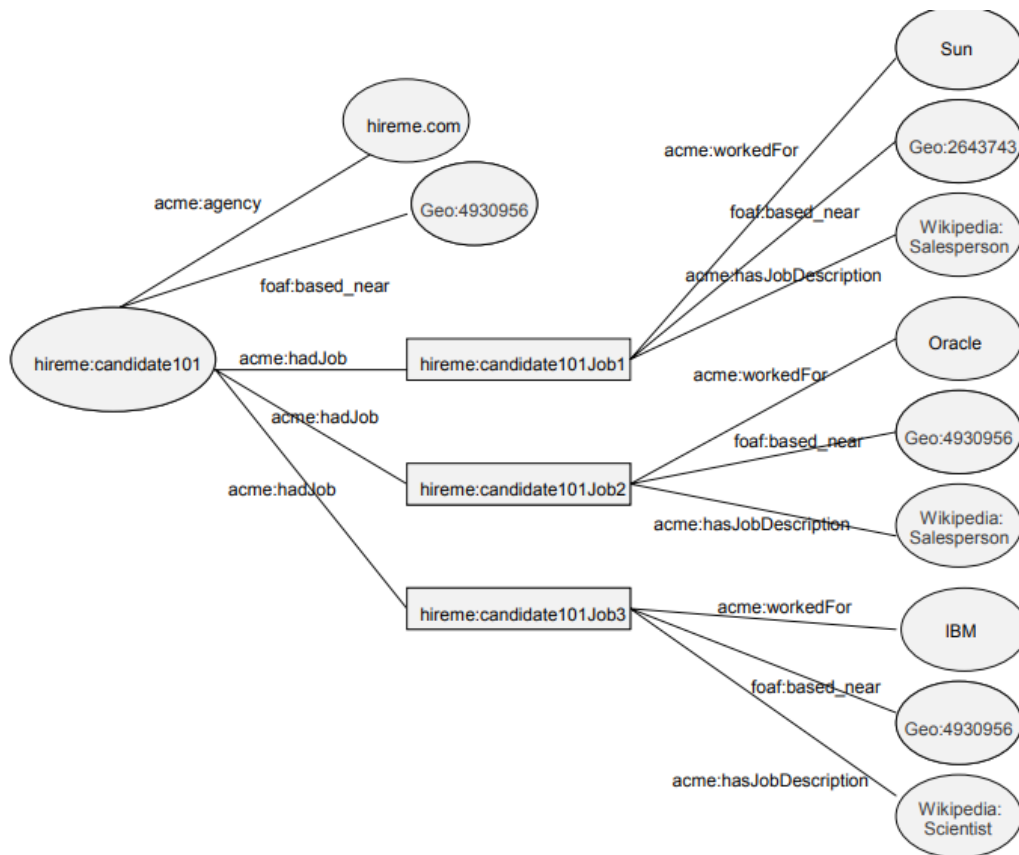 Sun
hireme.com
acme:workedFor
Geo:2643743
acme:agency
Geo:4930956
foaf:based_near
Wikipedia:
Salesperson
foaf:based_near
acme:hasJobDescription
hireme:candidate101
acme:hadJob
hireme:candidate101Job1
Oracle
acme:workedFor
acme:hadJob
foaf:based_near
Geo:4930956
acme:hadJob
hireme:candidate101Job2
acme:hasJobDescription
Wikipedia:
Salesperson
hireme:candidate101Job3
acme:workedFor
IBM
foaf:based_near
Geo:4930956
acme:hasJobDescription
Wikipedia:
Scientist